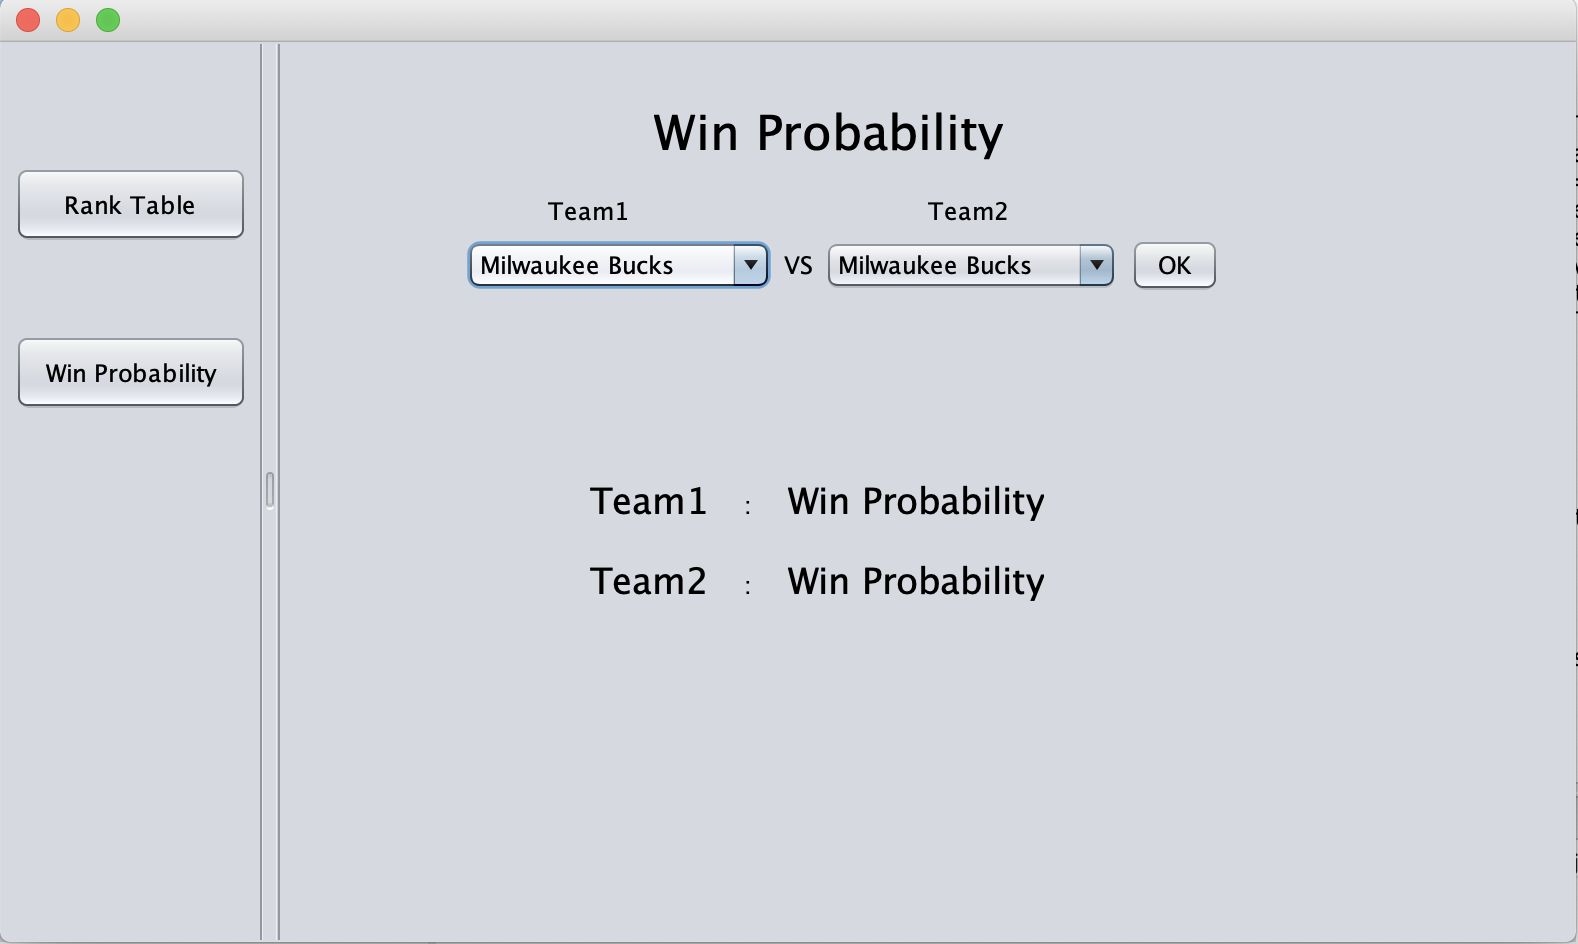 Win Probability
Rank Table
Team1 Team2
Milwaukee Bucks VS Milwaukee Bucks OK
Win Probability
Team1 : Win Probability
Team2 : Win Probability